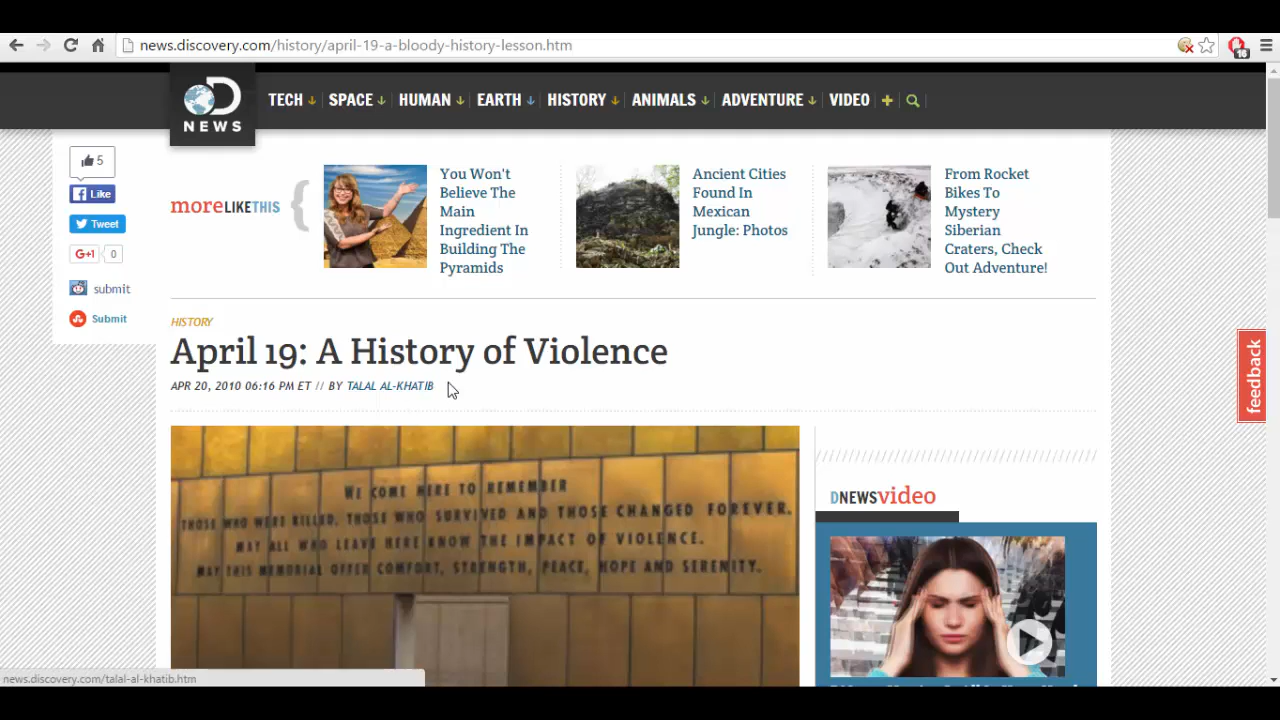 news.discovery.com/history/april-19-a-bloody-history-lesson.htm
16
D
NEWS
TECH
SPACE
HUMAN
EARTH
HISTORY
ANIMALS
ADVENTURE
VIDEO
+
5
Like
Tweet
G+1 0
submit
Submit
moreLIKETHIS
You Won't
Believe The
Main
Ingredient In
Building The
Pyramids
Ancient Cities
Found In
Mexican
Jungle: Photos
From Rocket
Bikes To
Mystery
Siberian
Craters, Check
Out Adventure!
HISTORY
April 19: A History of Violence
APR 20, 2010 06:16 PM ET // BY TALAL AL-KHATIB
WE COME HERE TO REMEMBER
THOSE WHO WERE KILLED, THOSE WHO SURVIVED AND THOSE CHANGED FOREVER.
MAY ALL WHO LEAVE HERE KNOW THE IMPACT OF VIOLENCE.
MAY THIS MEMORIAL OFFER COMFORT, STRENGTH, PEACE, HOPE AND SERENITY.
DNEWSvideo
feedback
news.discovery.com/talal-al-khatib.htm